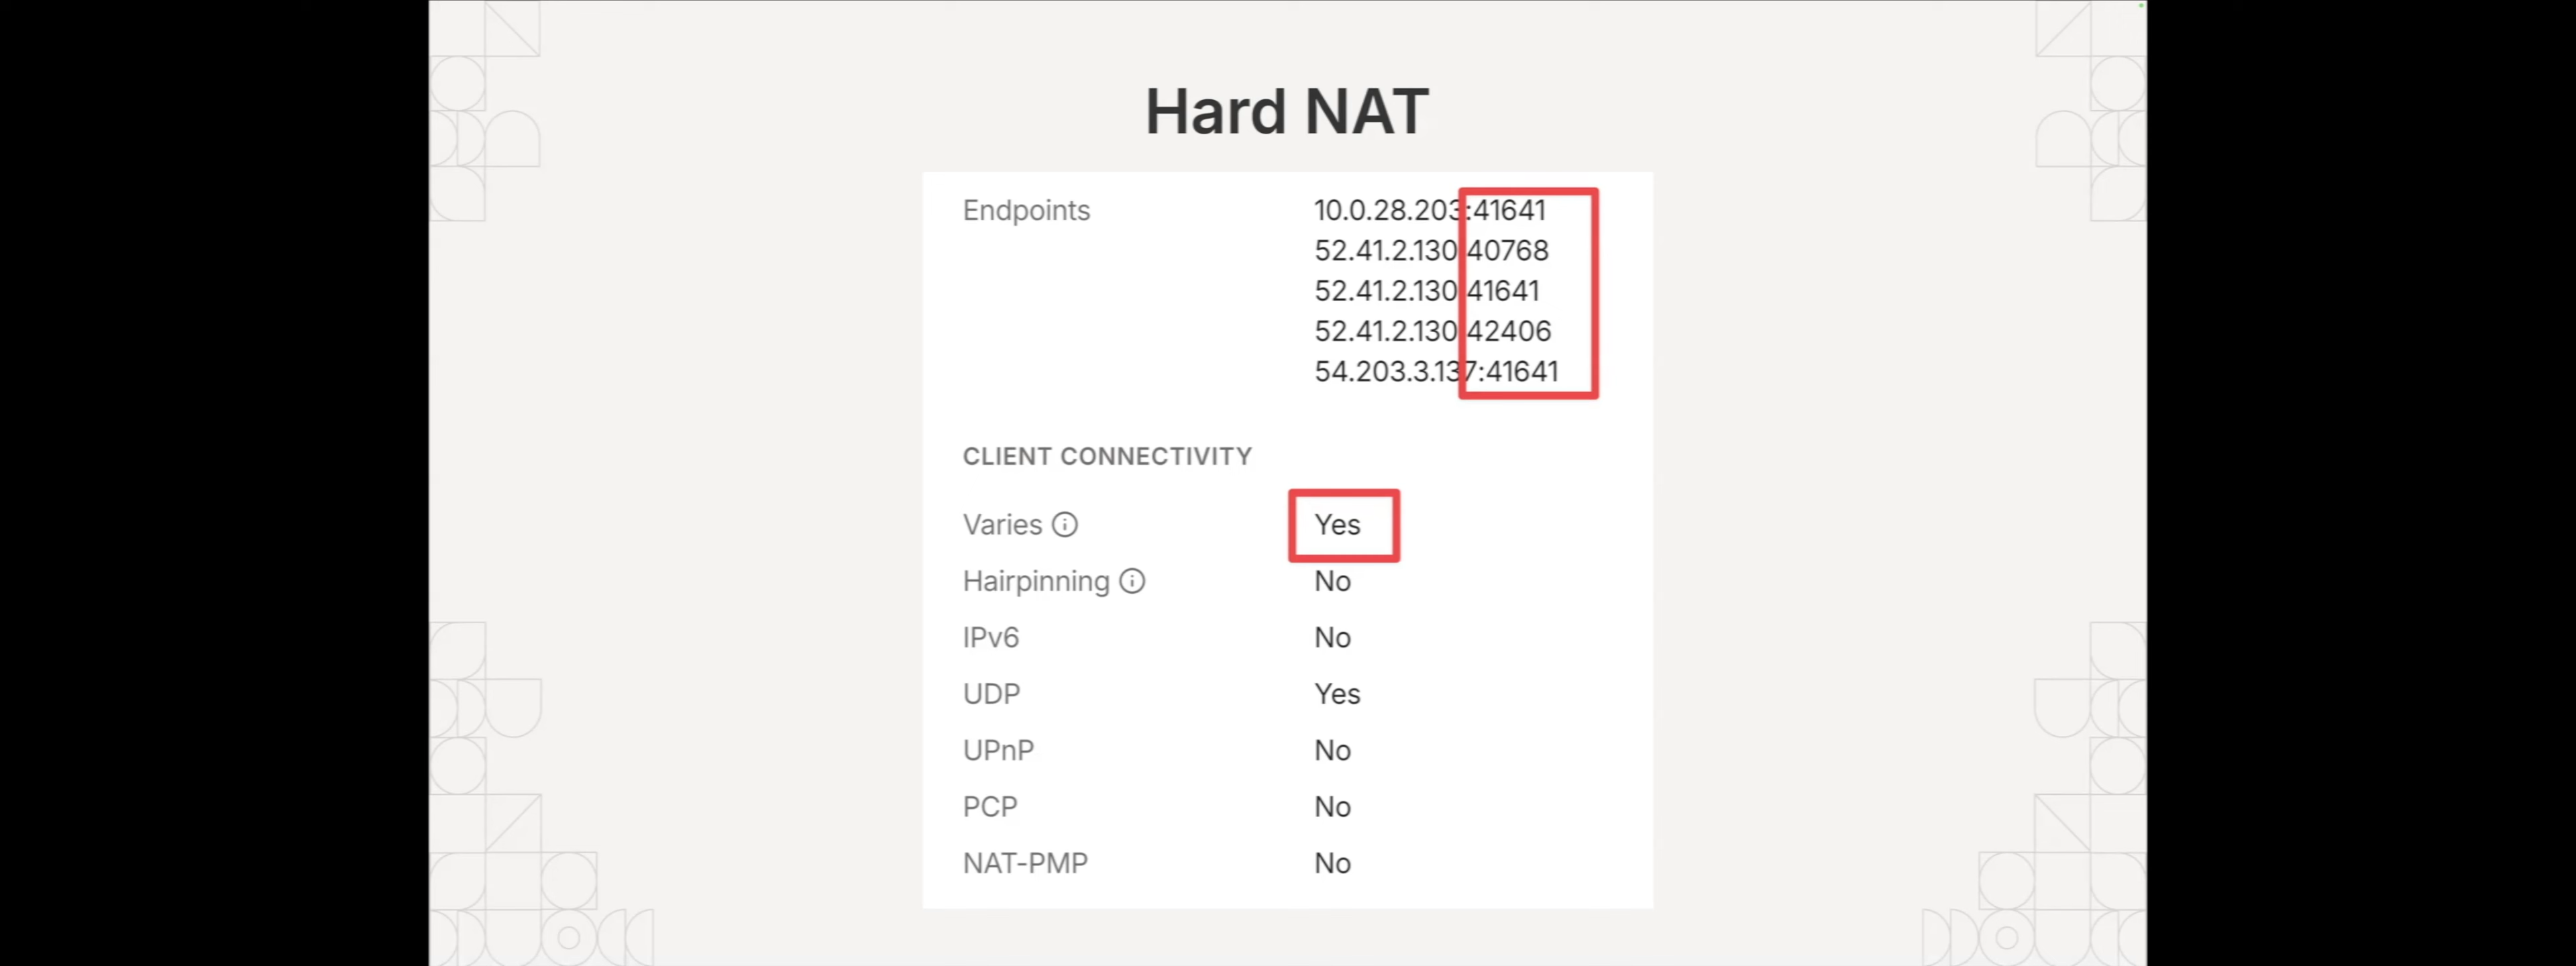 Hard NAT
Endpoints 10.0.28.203:41641
52.41.2.130:40768
52.41.2.130:41641
52.41.2.130:42406
54.203.3.137:41641
CLIENT CONNECTIVITY
Varies Yes
Hairpinning No
IPv6 No
UDP Yes
UPnP No
PCP No
NAT-PMP No